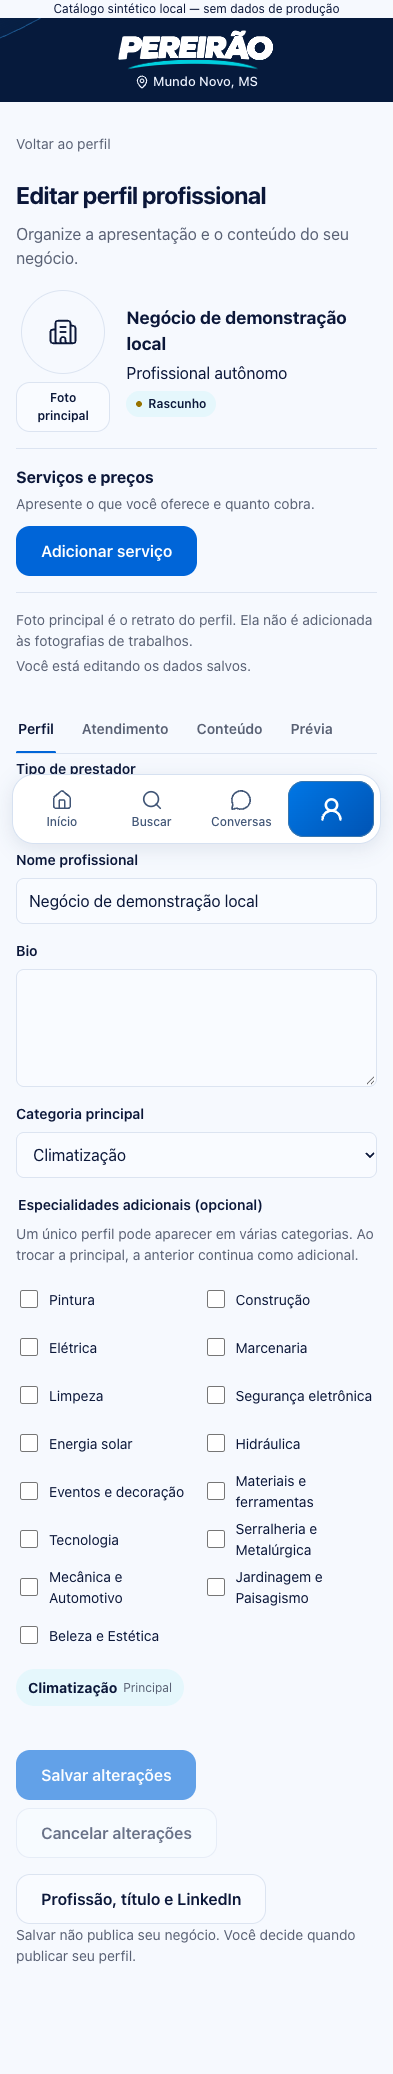 Catálogo sintético local — sem dados de produção
PEREIRÃO
Mundo Novo, MS
Voltar ao perfil
Editar perfil profissional
Organize a apresentação e o conteúdo do seu
negócio.
Negócio de demonstração
local
Profissional autônomo
Rascunho
Foto
principal
Serviços e preços
Apresente o que você oferece e quanto cobra.
Adicionar serviço
Foto principal é o retrato do perfil. Ela não é adicionada
às fotografias de trabalhos.
Você está editando os dados salvos.
Perfil Atendimento Conteúdo Prévia
Tipo de prestador
Início Buscar Conversas
Nome profissional
Negócio de demonstração local
Bio
Categoria principal
Climatização
Especialidades adicionais (opcional)
Um único perfil pode aparecer em várias categorias. Ao
trocar a principal, a anterior continua como adicional.
Pintura Construção
Elétrica Marcenaria
Limpeza Segurança eletrônica
Energia solar Hidráulica
Eventos e decoração Materiais e
ferramentas
Tecnologia Serralheria e
Metalúrgica
Mecânica e
Automotivo
Jardinagem e
Paisagismo
Beleza e Estética
Climatização Principal
Salvar alterações
Cancelar alterações
Profissão, título e LinkedIn
Salvar não publica seu negócio. Você decide quando
publicar seu perfil.